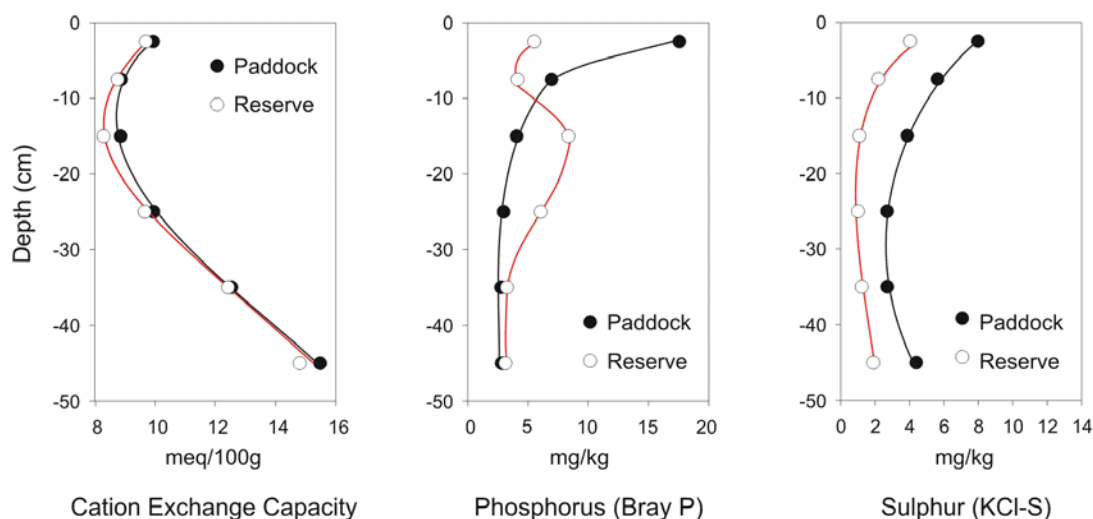 0
-10
-20
-30
-40
-50
Depth (cm)
Paddock
Reserve
8 10 12 14 16
meq/100g
Cation Exchange Capacity
0
-10
-20
-30
-40
-50
Paddock
Reserve
0 5 10 15 20
mg/kg
Phosphorus (Bray P)
0
-10
-20
-30
-40
-50
Paddock
Reserve
0 2 4 6 8 10 12 14
mg/kg
Sulphur (KCl-S)